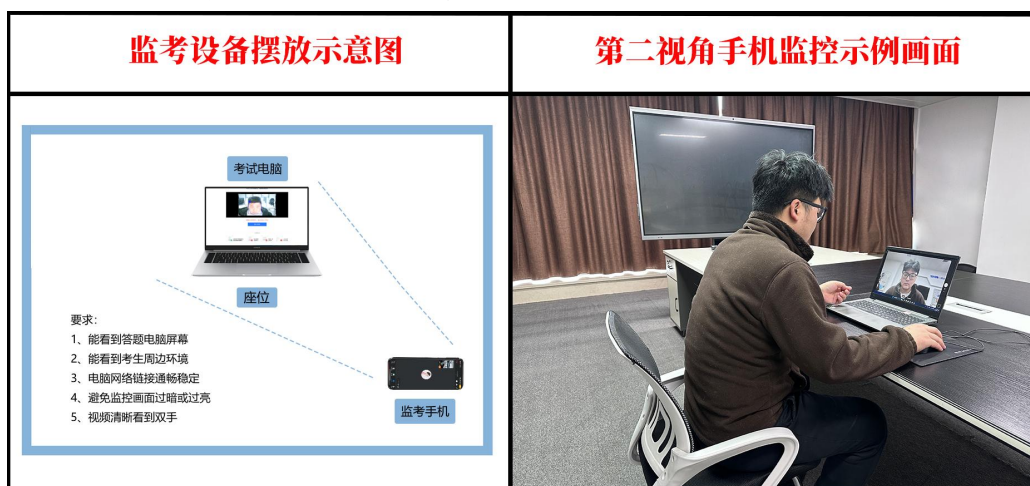 监考设备摆放示意图
第二视角手机监控示例画面
考试电脑
座位
要求:
1、能看到答题电脑屏幕
2、能看到考生周边环境
3、电脑网络链接通畅稳定
4、避免监控画面过暗或过亮
5、视频清晰看到双手
监考手机